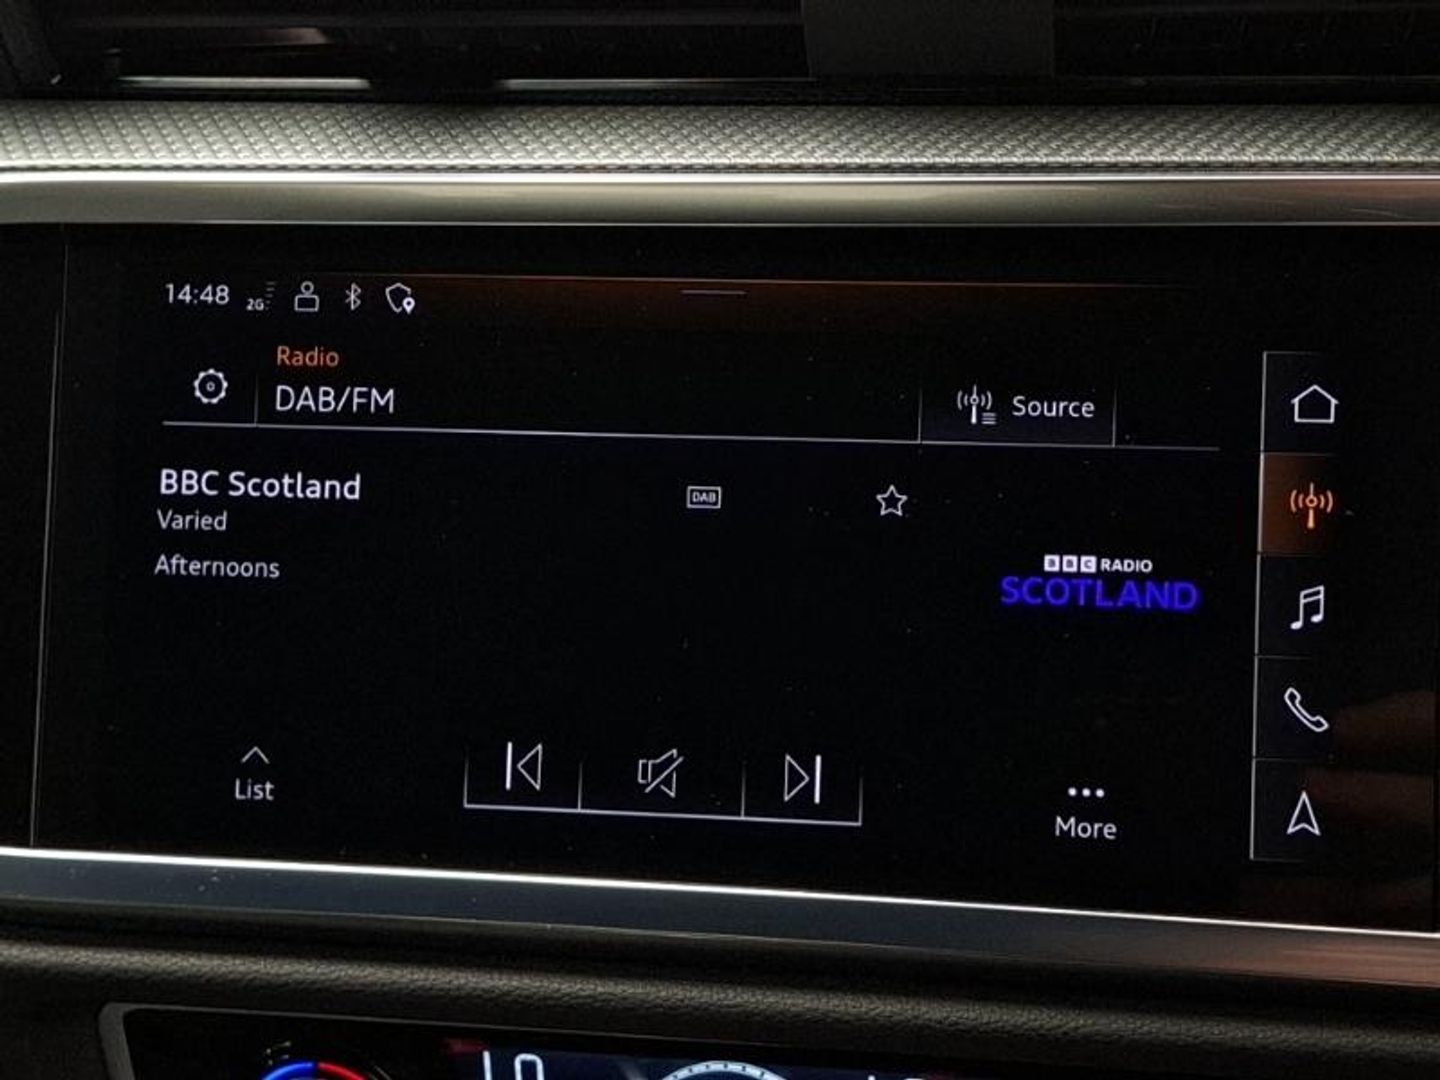 14:48 2G
Radio
DAB/FM
Source
BBC Scotland
DAB
Varied
Afternoons
BBC RADIO
SCOTLAND
List
More